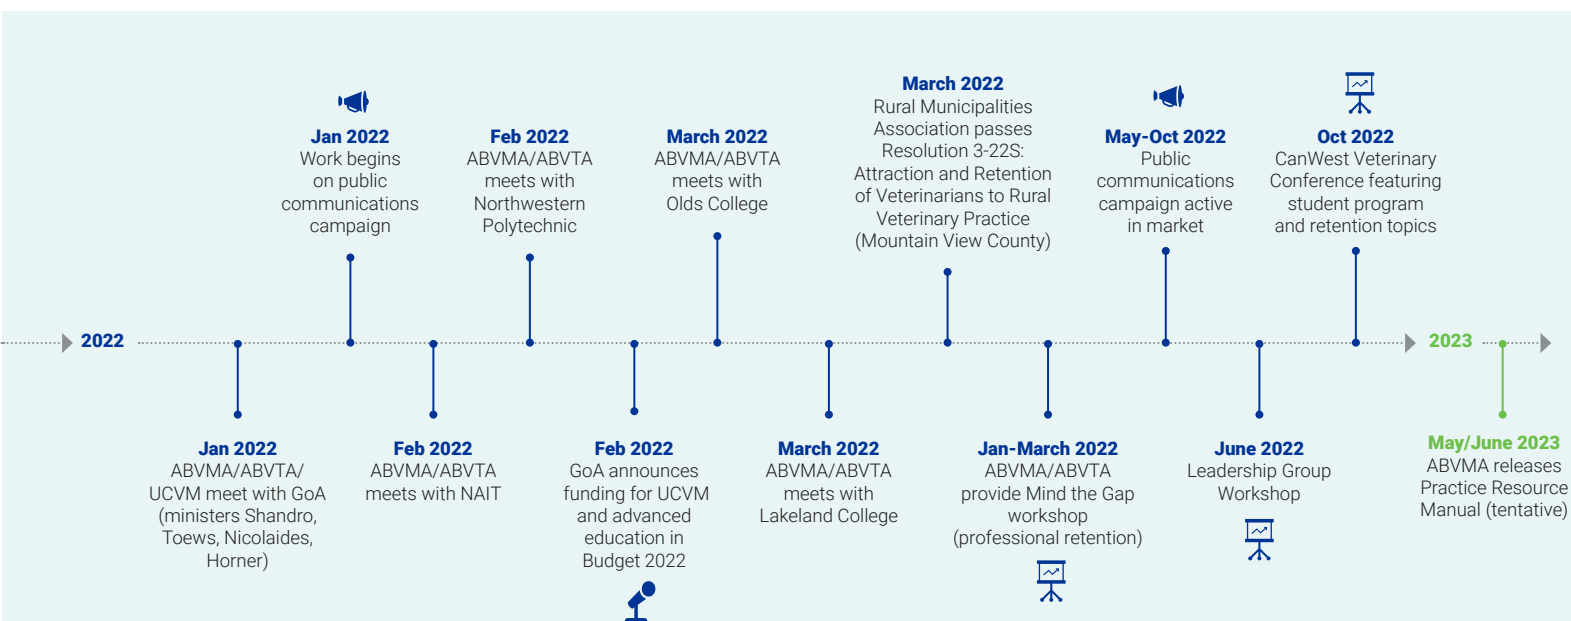 Jan 2022
Work begins
on public
communications
campaign
Feb 2022
ABVMA/ABVTA
meets with
Northwestern
Polytechnic
March 2022
ABVMA/ABVTA
meets with
Olds College
March 2022
Rural Municipalities
Association passes
Resolution 3-22S:
Attraction and Retention
of Veterinarians to Rural
Veterinary Practice
(Mountain View County)
May-Oct 2022
Public
communications
campaign active
in market
Oct 2022
CanWest Veterinary
Conference featuring
student program
and retention topics
2022
2023
Jan 2022
ABVMA/ABVTA/
UCVM meet with GoA
(ministers Shandro,
Toews, Nicolaides,
Horner)
Feb 2022
ABVMA/ABVTA
meets with NAIT
Feb 2022
GoA announces
funding for UCVM
and advanced
education in
Budget 2022
March 2022
ABVMA/ABVTA
meets with
Lakeland College
Jan-March 2022
ABVMA/ABVTA
provide Mind the Gap
workshop
(professional retention)
June 2022
Leadership Group
Workshop
May/June 2023
ABVMA releases
Practice Resource
Manual (tentative)